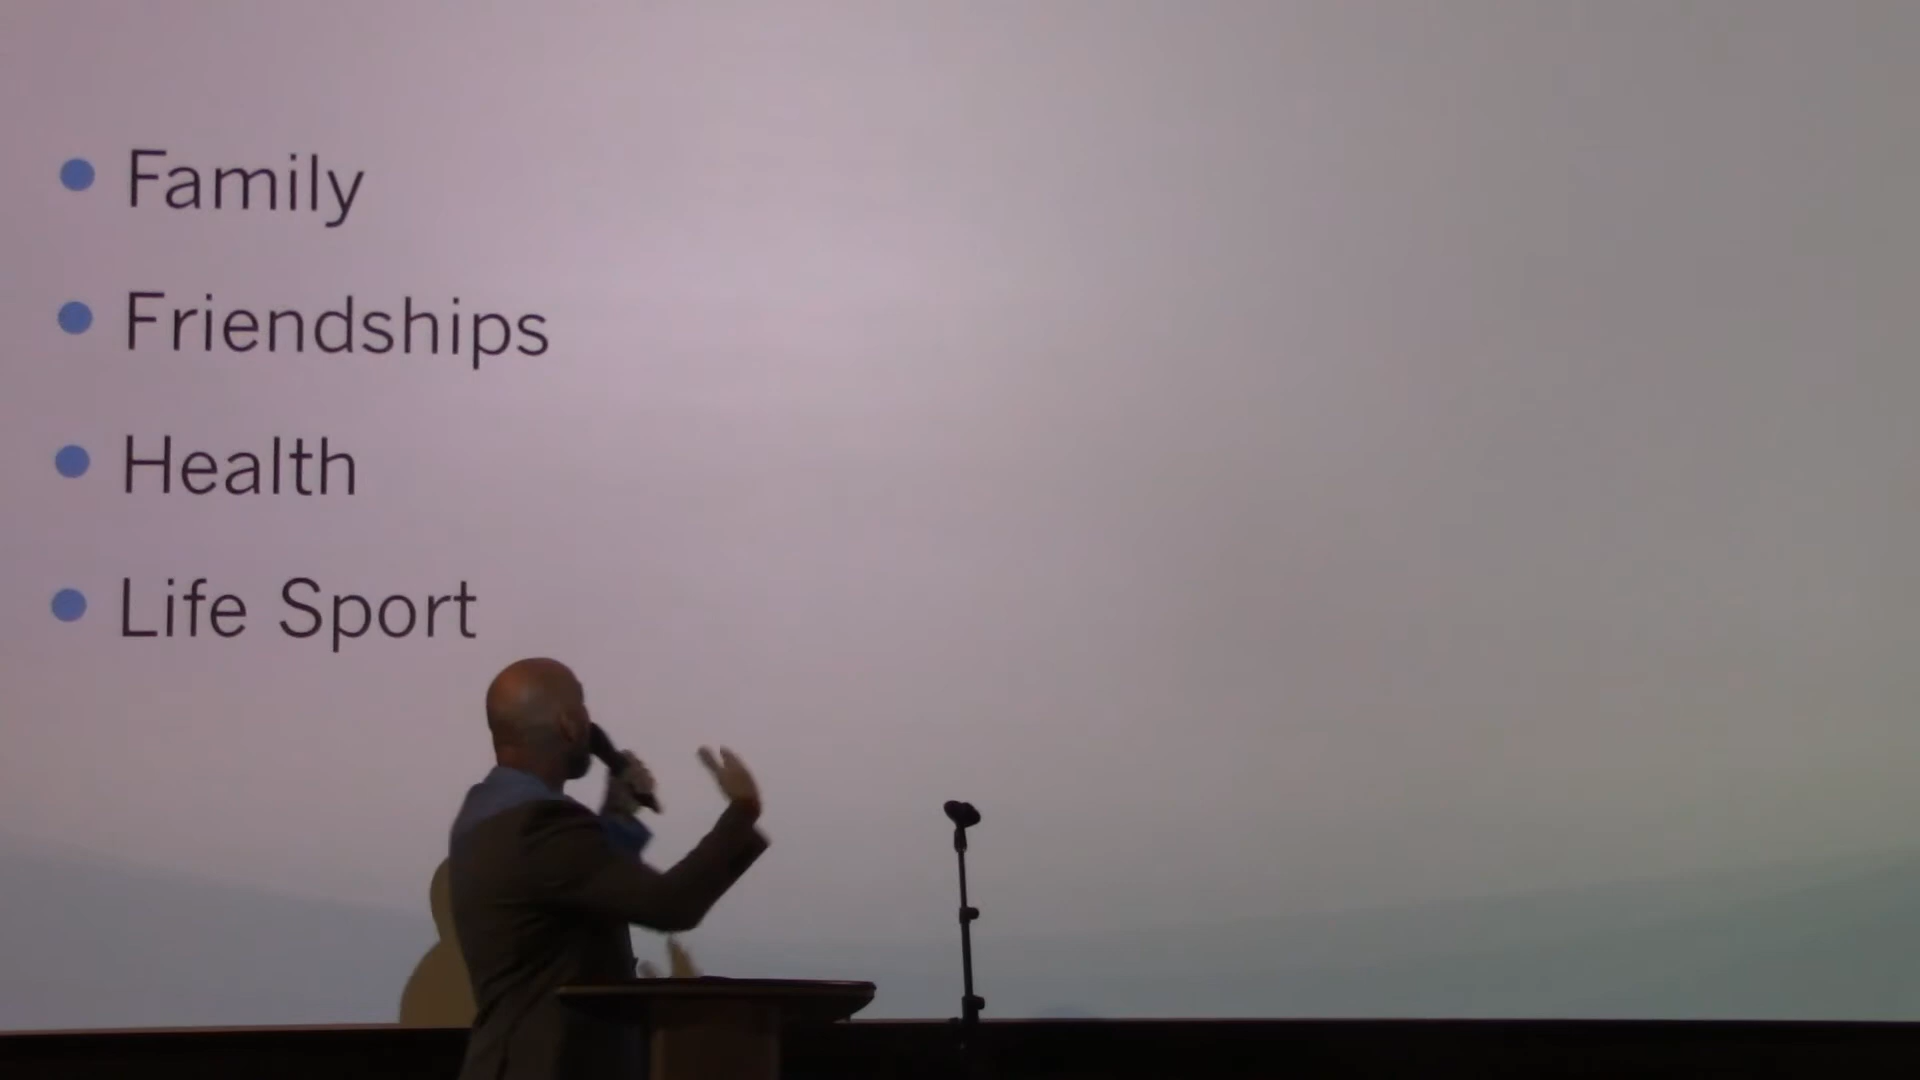 • Family
• Friendships
• Health
• Life Sport